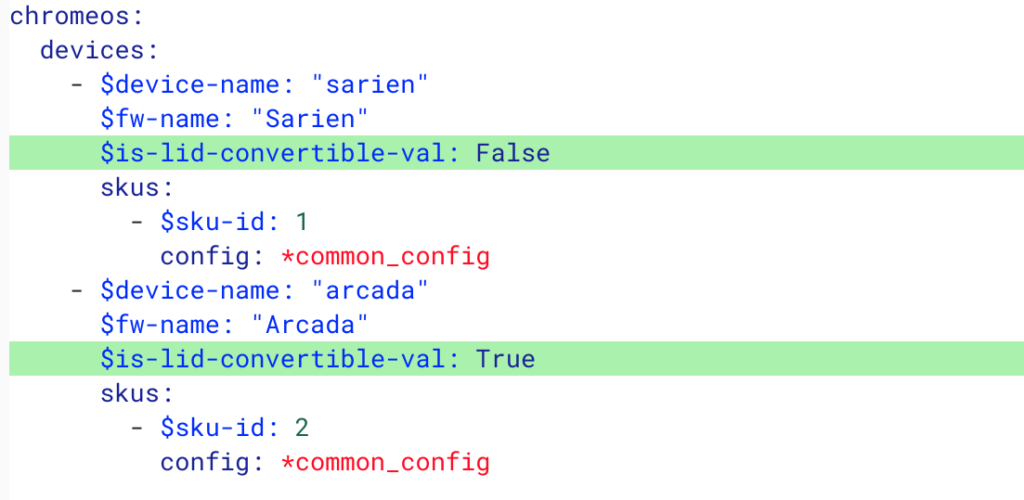 chromeos:
  devices:
    - $device-name: "sarien"
      $fw-name: "Sarien"
      $is-lid-convertible-val: False
      skus:
        - $sku-id: 1
          config: *common_config
    - $device-name: "arcada"
      $fw-name: "Arcada"
      $is-lid-convertible-val: True
      skus:
        - $sku-id: 2
          config: *common_config